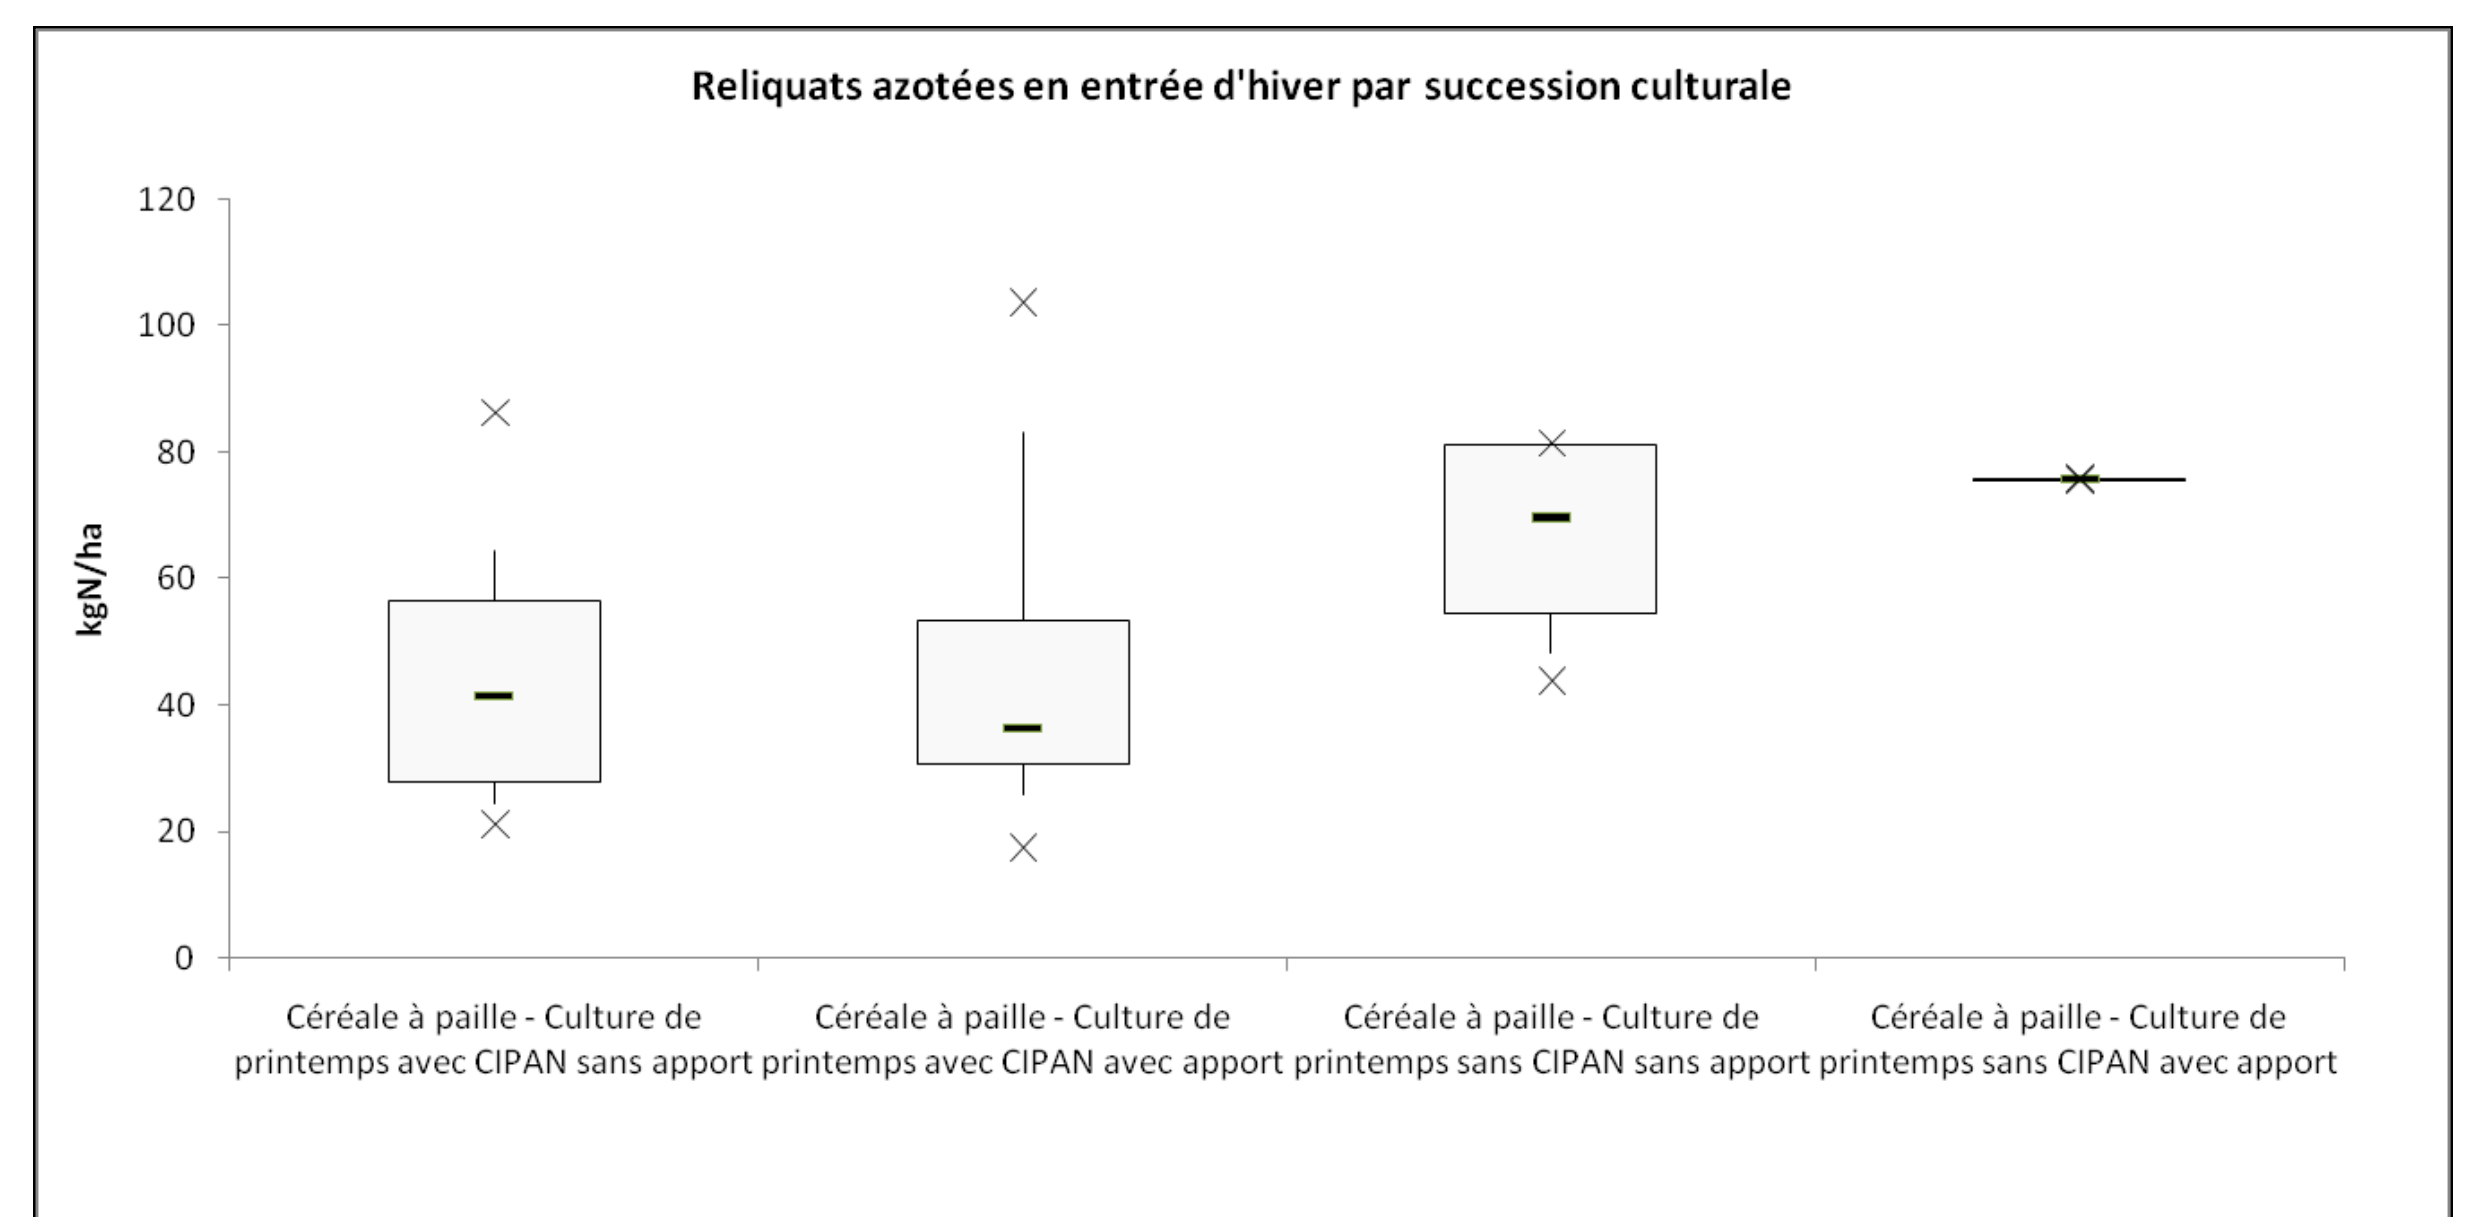 Reliquats azotées en entrée d'hiver par succession culturale
120
100
80
60
40
20
0
kgN/ha
Céréale à paille - Culture de printemps avec CIPAN sans apport
Céréale à paille - Culture de printemps avec CIPAN avec apport
Céréale à paille - Culture de printemps sans CIPAN sans apport
Céréale à paille - Culture de printemps sans CIPAN avec apport